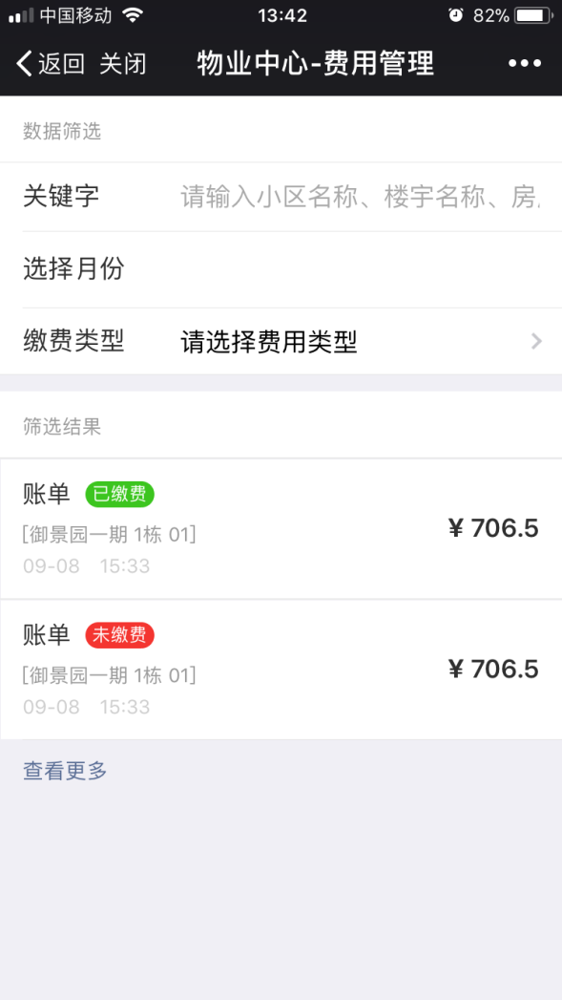 中国移动 13:42 82%
返回 关闭 物业中心-费用管理
数据筛选
关键字 请输入小区名称、楼宇名称、房
选择月份
缴费类型 请选择费用类型
筛选结果
账单 已缴费
[御景园一期 1栋 01] ¥ 706.5
09-08 15:33
账单 未缴费
[御景园一期 1栋 01] ¥ 706.5
09-08 15:33
查看更多